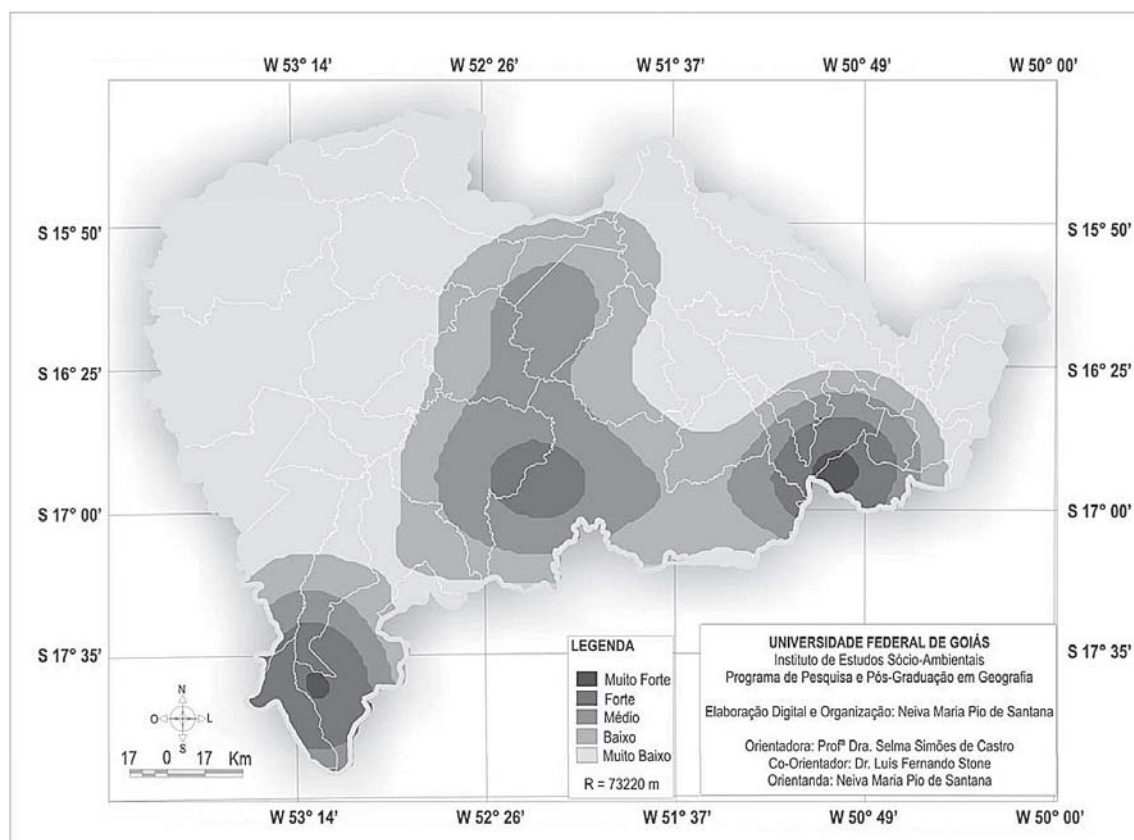 W 53° 14’ W 52° 26’ W 51° 37’ W 50° 49’ W 50° 00’
S 15° 50’ S 15° 50’
S 16° 25’ S 16° 25’
S 17° 00’ S 17° 00’
S 17° 35’ S 17° 35’
LEGENDA
Muito Forte
Forte
Médio
Baixo
Muito Baixo
R = 73220 m
UNIVERSIDADE FEDERAL DE GOIÁS
Instituto de Estudos Sócio-Ambientais
Programa de Pesquisa e Pós-Graduação em Geografia
Elaboração Digital e Organização: Neiva Maria Pio de Santana
Orientadora: Profª Dra. Selma Simões de Castro
Co-Orientador: Dr. Luis Fernando Stone
Orientanda: Neiva Maria Pio de Santana
N
O L
S
17 0 17 Km
W 53° 14’ W 52° 26’ W 51° 37’ W 50° 49’ W 50° 00’